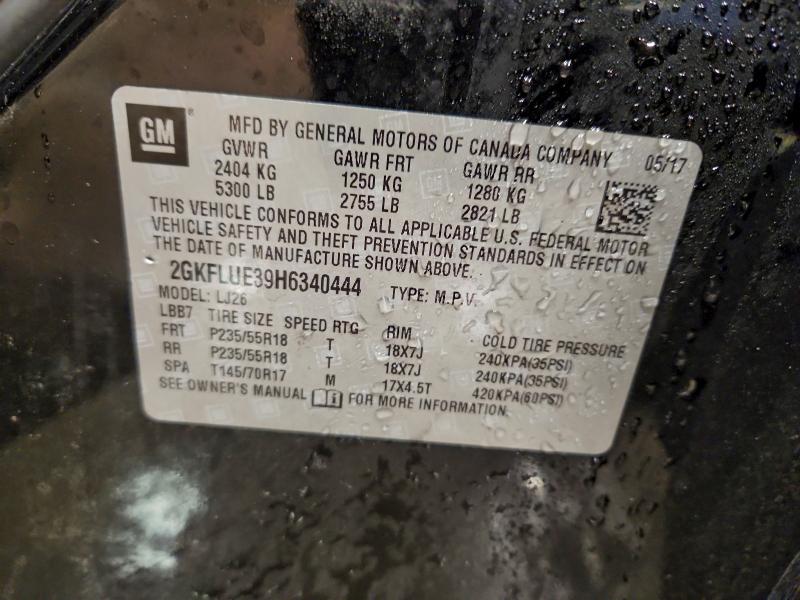 GM
MFD BY GENERAL MOTORS OF CANADA COMPANY 05/17
GVWR GAWR FRT GAWR RR
2404 KG 1250 KG 1280 KG
5300 LB 2755 LB 2821 LB
THIS VEHICLE CONFORMS TO ALL APPLICABLE U.S. FEDERAL MOTOR
VEHICLE SAFETY AND THEFT PREVENTION STANDARDS IN EFFECT ON
THE DATE OF MANUFACTURE SHOWN ABOVE.
2GKFLUE39H6340444 TYPE: M.P.V.
MODEL: LJ26
LBB7 TIRE SIZE SPEED RTG RIM COLD TIRE PRESSURE
FRT P235/55R18 T 18X7J 240KPA(35PSI)
RR P235/55R18 T 18X7J 240KPA(35PSI)
SPA T145/70R17 M 17X4.5T 420KPA(60PSI)
SEE OWNER'S MANUAL FOR MORE INFORMATION.